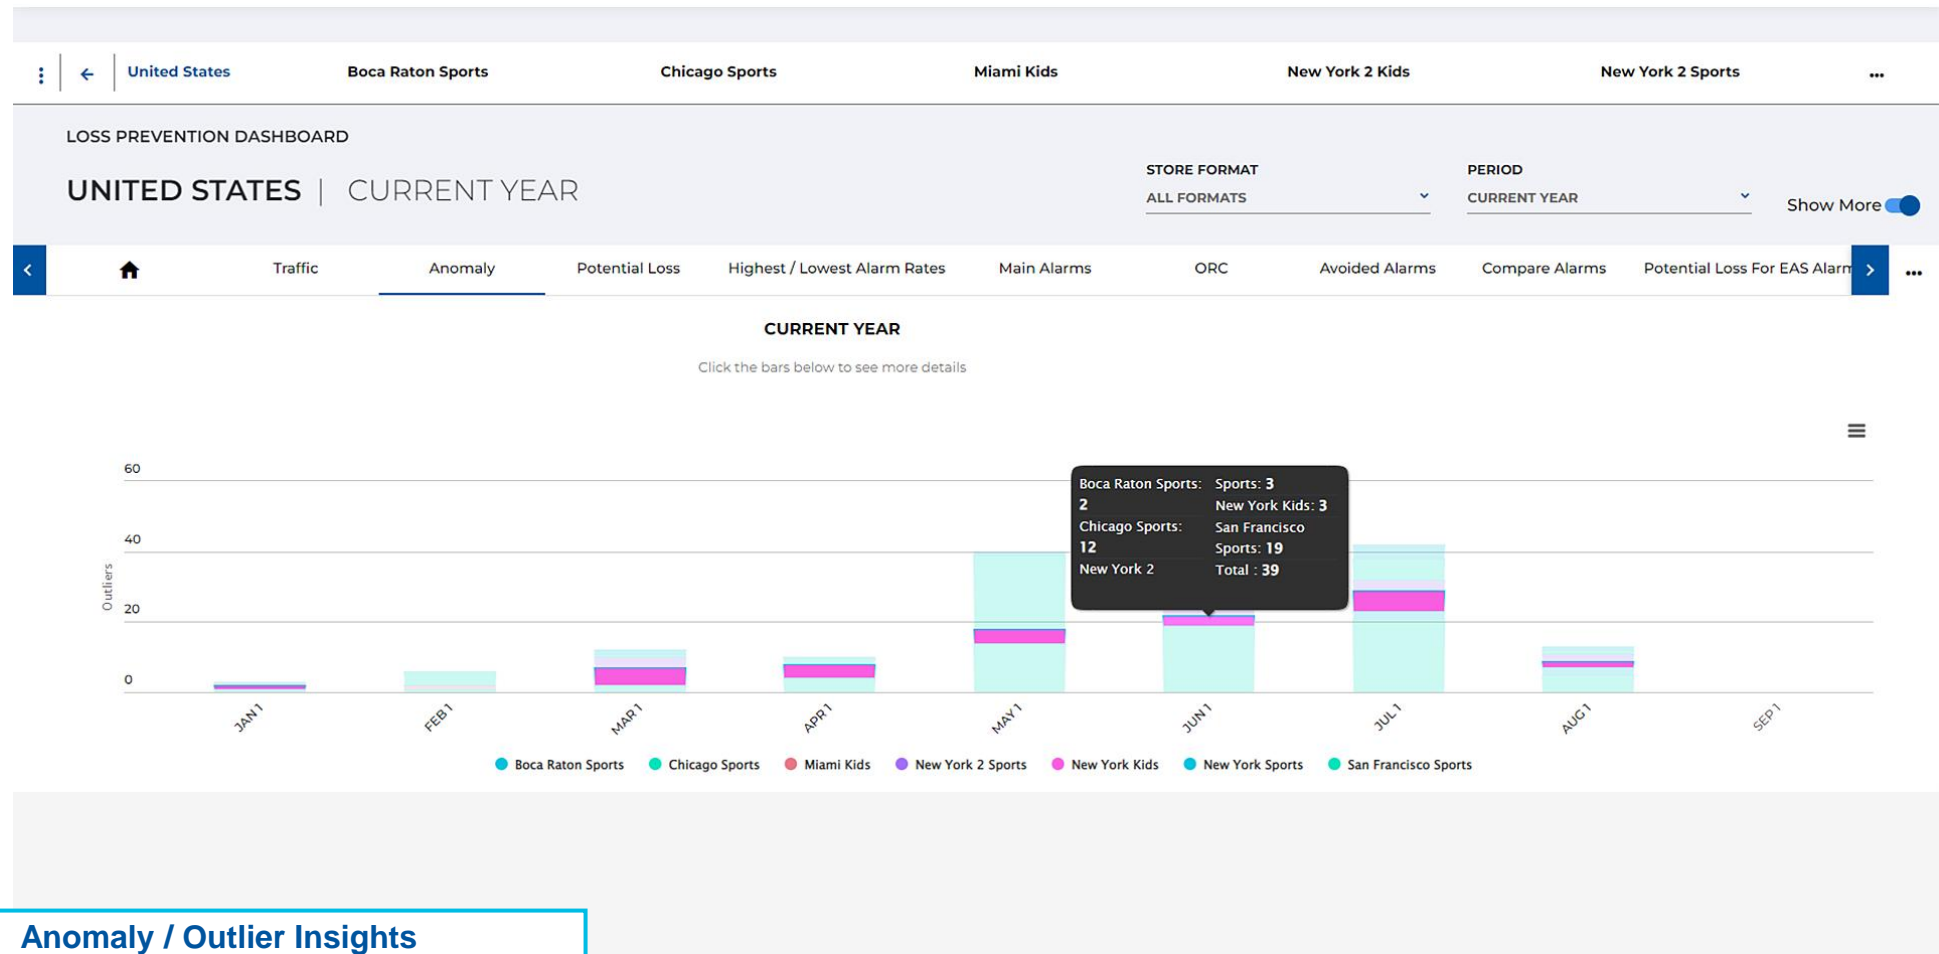 United States
Boca Raton Sports
Chicago Sports
Miami Kids
New York 2 Kids
New York 2 Sports
LOSS PREVENTION DASHBOARD
UNITED STATES | CURRENT YEAR
STORE FORMAT
ALL FORMATS
PERIOD
CURRENT YEAR
Show More
Traffic
Anomaly
Potential Loss
Highest / Lowest Alarm Rates
Main Alarms
ORC
Avoided Alarms
Compare Alarms
Potential Loss For EAS Alarm
CURRENT YEAR
Click the bars below to see more details
60
40
20
0
Outliers
Boca Raton Sports:
2
Chicago Sports:
12
New York 2
Sports: 3
New York Kids: 3
San Francisco
Sports: 19
Total : 39
JAN 1
FEB 1
MAR 1
APR 1
MAY 1
JUN 1
JUL 1
AUG 1
SEP 1
Boca Raton Sports
Chicago Sports
Miami Kids
New York 2 Sports
New York Kids
New York Sports
San Francisco Sports
Anomaly / Outlier Insights